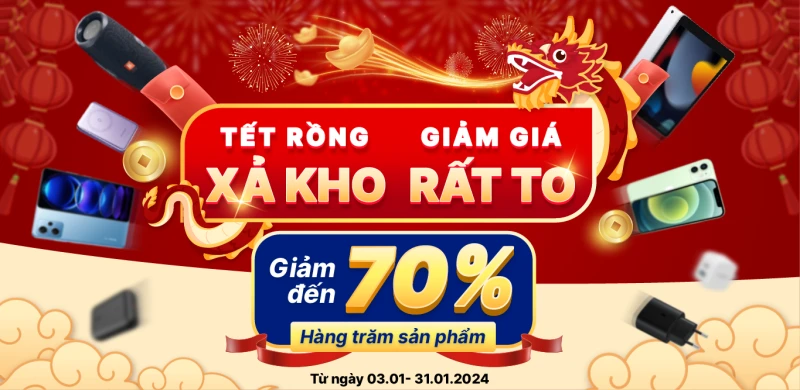 TẾT RỒNG GIẢM GIÁ
XẢ KHO RẤT TO
Giảm
đến
70%
Hàng trăm sản phẩm
Từ ngày 03.01- 31.01.2024
JBL